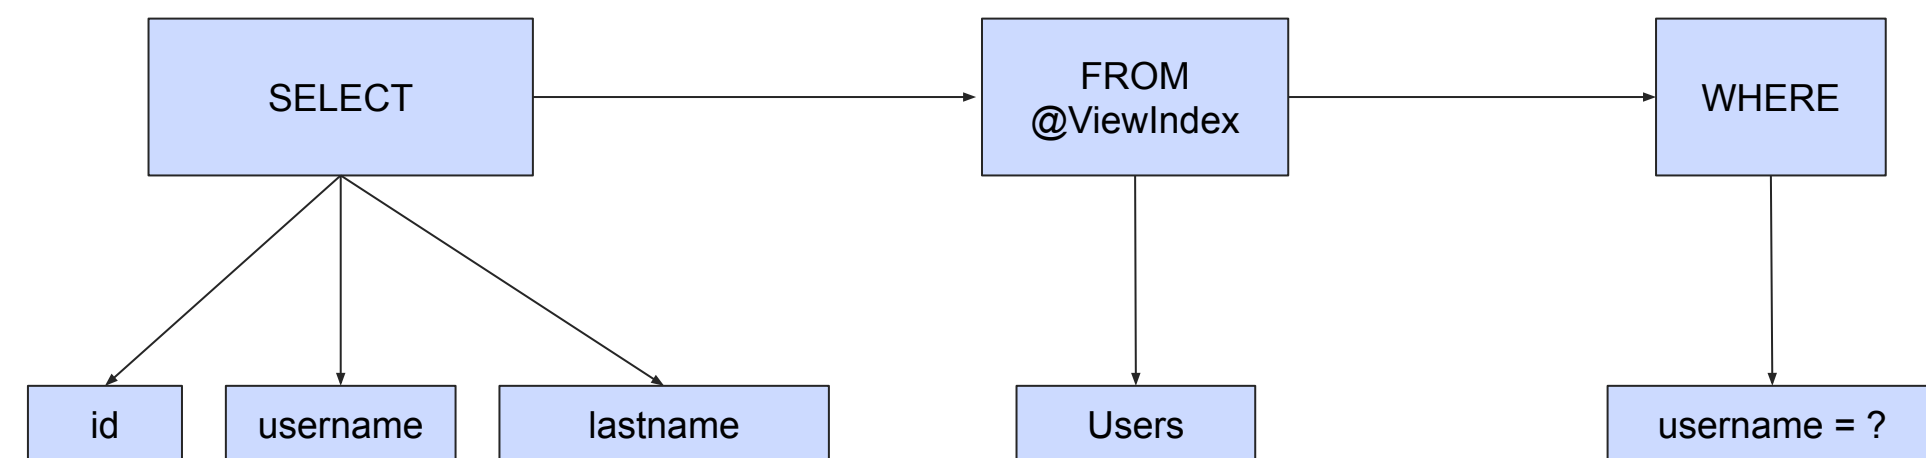 SELECT
FROM
@ViewIndex
WHERE
id
username
lastname
Users
username = ?